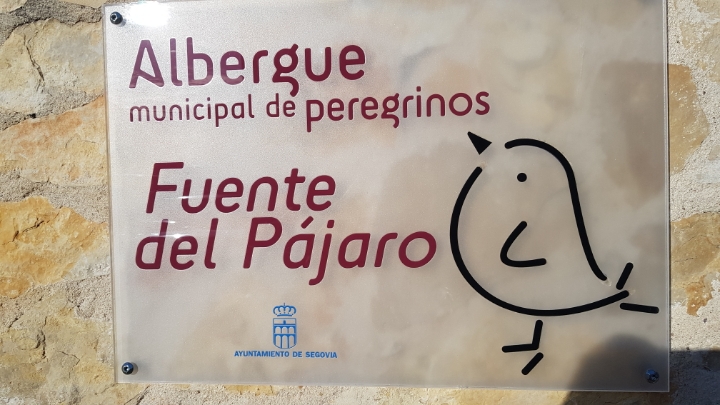 Albergue
municipal de peregrinos
Fuente
del Pájaro
AYUNTAMIENTO DE SEGOVIA